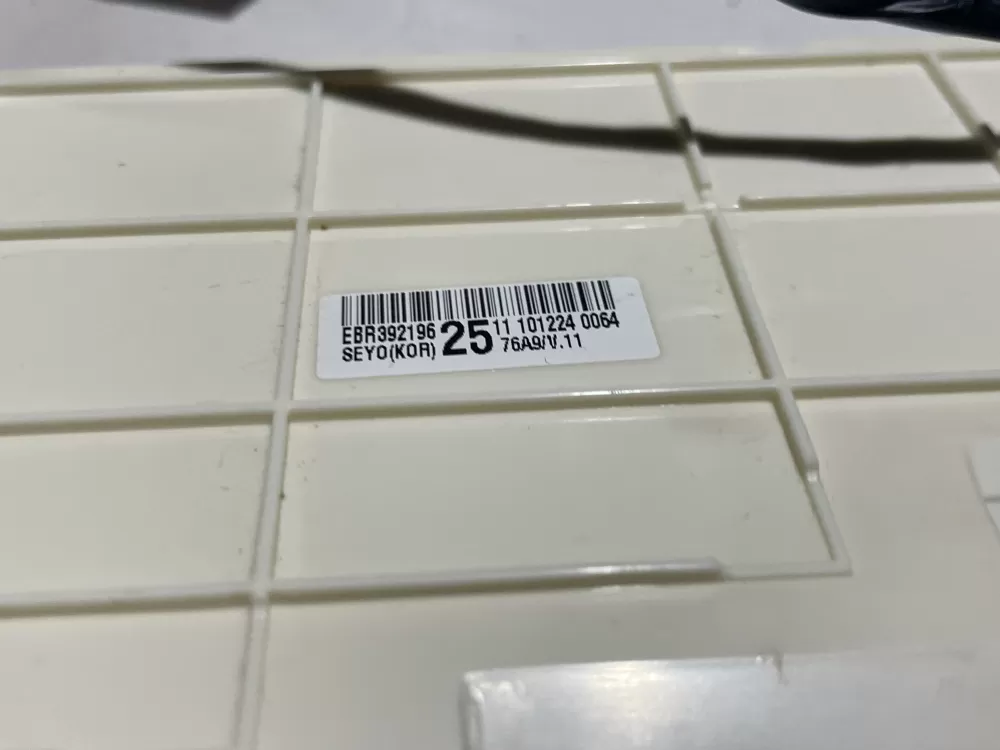 EBR392196 25 11 101224 0064
SEYO(KOR) 76A9/V.11